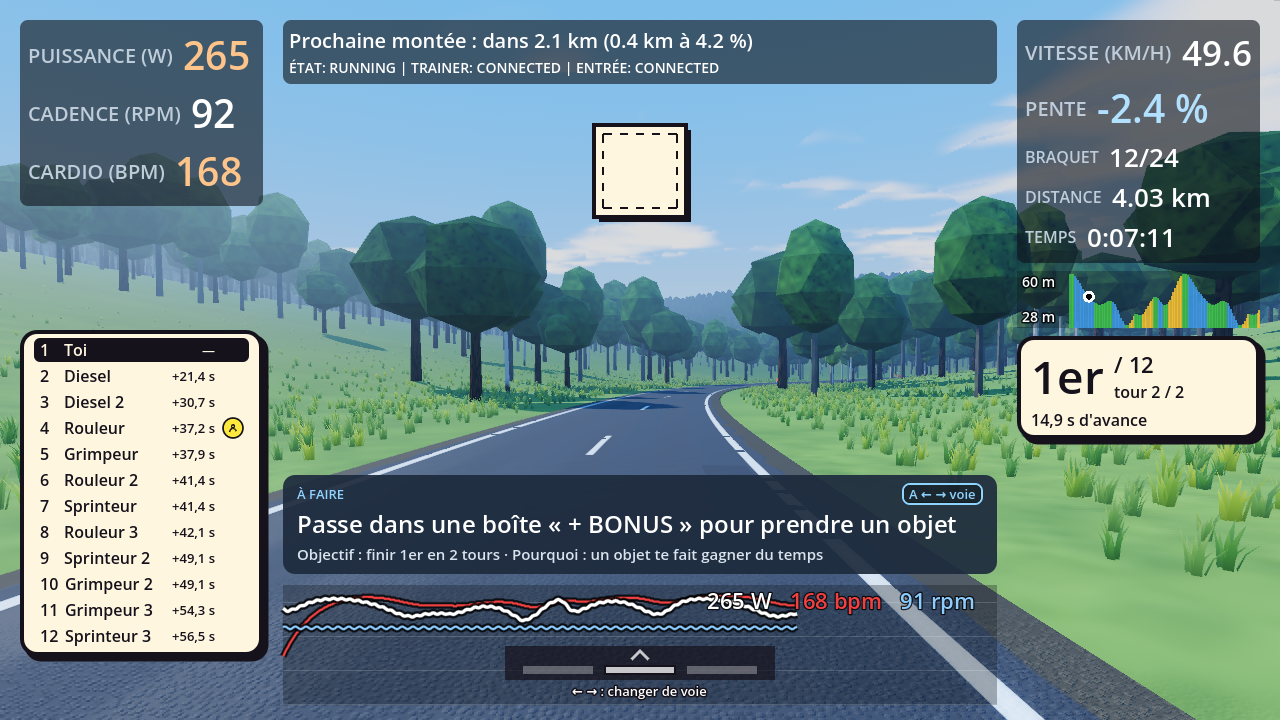 PUISSANCE (W) 265
CADENCE (RPM) 92
CARDIO (BPM) 168
Prochaine montée : dans 2.1 km (0.4 km à 4.2 %)
ÉTAT: RUNNING | TRAINER: CONNECTED | ENTRÉE: CONNECTED
VITESSE (KM/H) 49.6
PENTE -2.4 %
BRAQUET 12/24
DISTANCE 4.03 km
TEMPS 0:07:11
60 m
28 m
1er / 12
tour 2 / 2
14,9 s d'avance
1 Toi —
2 Diesel +21,4 s
3 Diesel 2 +30,7 s
4 Rouleur +37,2 s
5 Grimpeur +37,9 s
6 Rouleur 2 +41,4 s
7 Sprinteur +41,4 s
8 Rouleur 3 +42,1 s
9 Sprinteur 2 +49,1 s
10 Grimpeur 2 +49,1 s
11 Grimpeur 3 +54,3 s
12 Sprinteur 3 +56,5 s
À FAIRE
A ← → voie
Passe dans une boîte « + BONUS » pour prendre un objet
Objectif : finir 1er en 2 tours · Pourquoi : un objet te fait gagner du temps
265 W 168 bpm 91 rpm
← → : changer de voie